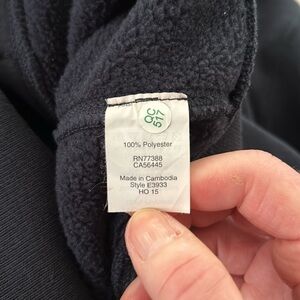 QC
517
100% Polyester
RN77388
CA56445
Made in Cambodia
Style E3933
HO 15